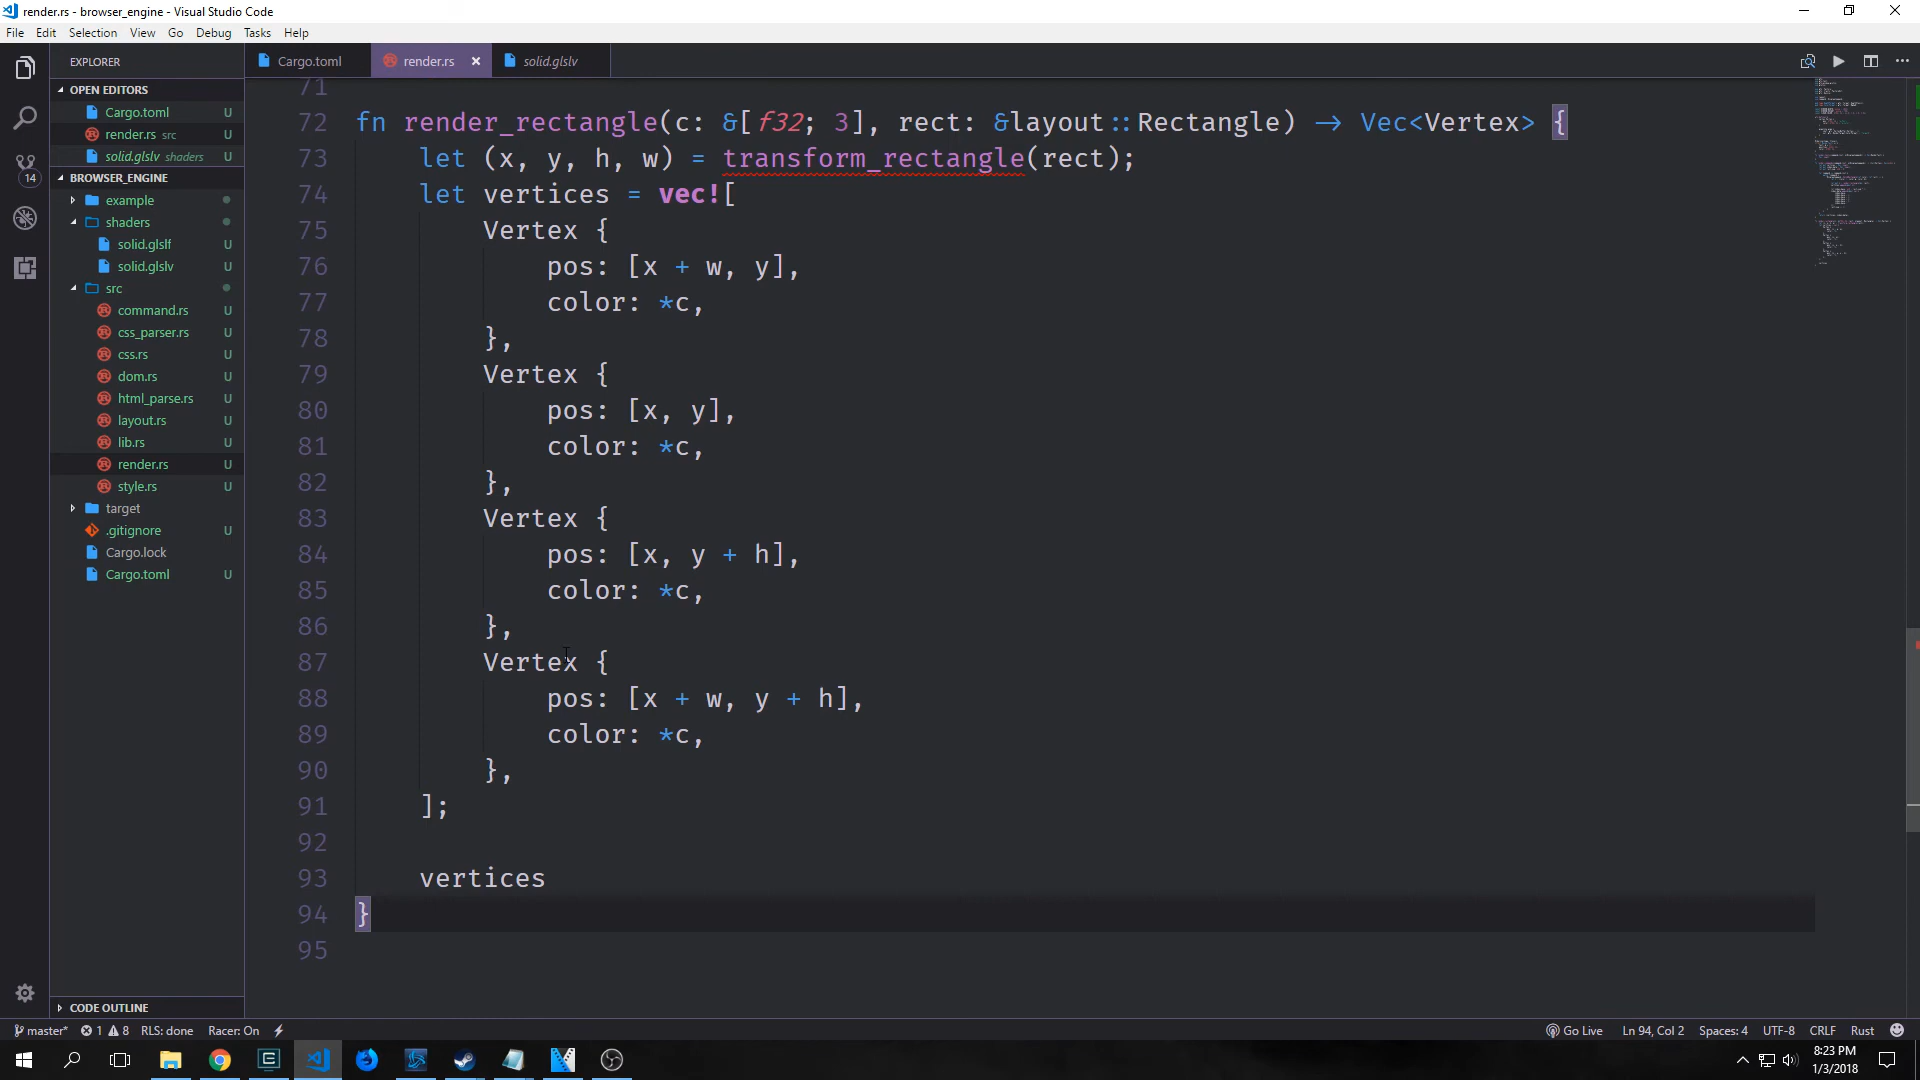 render.rs - browser_engine - Visual Studio Code
File Edit Selection View Go Debug Tasks Help
EXPLORER
Cargo.toml render.rs × solid.glslv
OPEN EDITORS
Cargo.toml U
render.rs src U
solid.glslv shaders U
BROWSER_ENGINE
example
shaders
solid.glslf U
solid.glslv U
src
command.rs U
css_parser.rs U
css.rs U
dom.rs U
html_parse.rs U
layout.rs U
lib.rs U
render.rs U
style.rs U
target
.gitignore U
Cargo.lock
Cargo.toml U
CODE OUTLINE
14
71
72 fn render_rectangle(c: &[f32; 3], rect: &layout::Rectangle) → Vec<Vertex> {
73 let (x, y, h, w) = transform_rectangle(rect);
74 let vertices = vec![
75 Vertex {
76 pos: [x + w, y],
77 color: *c,
78 },
79 Vertex {
80 pos: [x, y],
81 color: *c,
82 },
83 Vertex {
84 pos: [x, y + h],
85 color: *c,
86 },
87 Vertex {
88 pos: [x + w, y + h],
89 color: *c,
90 },
91 ];
92
93 vertices
94 }
95
master* 1 8 RLS: done Racer: On Go Live Ln 94, Col 2 Spaces: 4 UTF-8 CRLF Rust
8:23 PM
1/3/2018